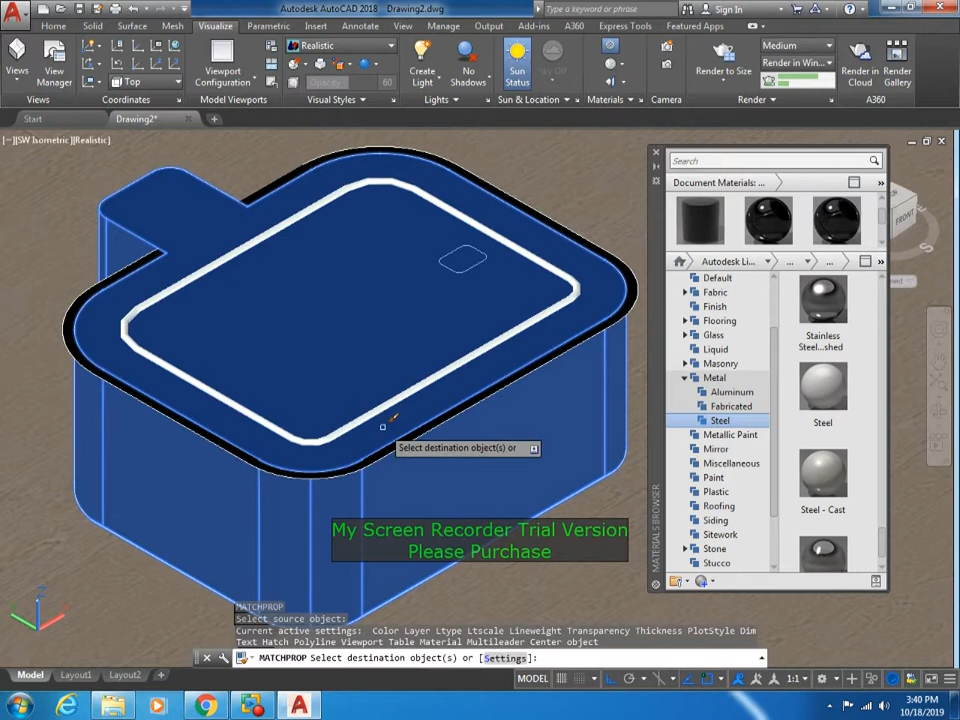 Autodesk AutoCAD 2018 Drawing2.dwg
Type a keyword or phrase
Sign In
Home Solid Surface Mesh Visualize Parametric Insert Annotate View Manage Output Add-ins A360 Express Tools Featured Apps
Views
View
Manager
Top
Viewport
Configuration
Realistic
Opacity 60
Create
Light
No
Shadows
Sun
Status
Sky Off
Render to Size
Medium
Render in Win...
Render in
Cloud
Render
Gallery
Views Coordinates Model Viewports Visual Styles Lights Sun & Location Materials Camera Render A360
Start Drawing2*
[−][SW Isometric][Realistic]
Search
Document Materials: ...
FRONT
S
Autodesk Li...
Default
Fabric
Finish
Flooring
Glass
Liquid
Masonry
Metal
Aluminum
Fabricated
Steel
Metallic Paint
Mirror
Miscellaneous
Paint
Plastic
Roofing
Siding
Sitework
Stone
Stucco
Stainless
Steel...shed
Steel
Steel - Cast
MATERIALS BROWSER
Select destination object(s) or
My Screen Recorder Trial Version
Please Purchase
MATCHPROP
Select source object:
Current active settings: Color Layer Ltype Ltscale Lineweight Transparency Thickness PlotStyle Dim
Text Hatch Polyline Viewport Table Material Multileader Center object
MATCHPROP Select destination object(s) or [Settings]:
Model Layout1 Layout2 +
MODEL
1:1
3:40 PM
10/18/2019